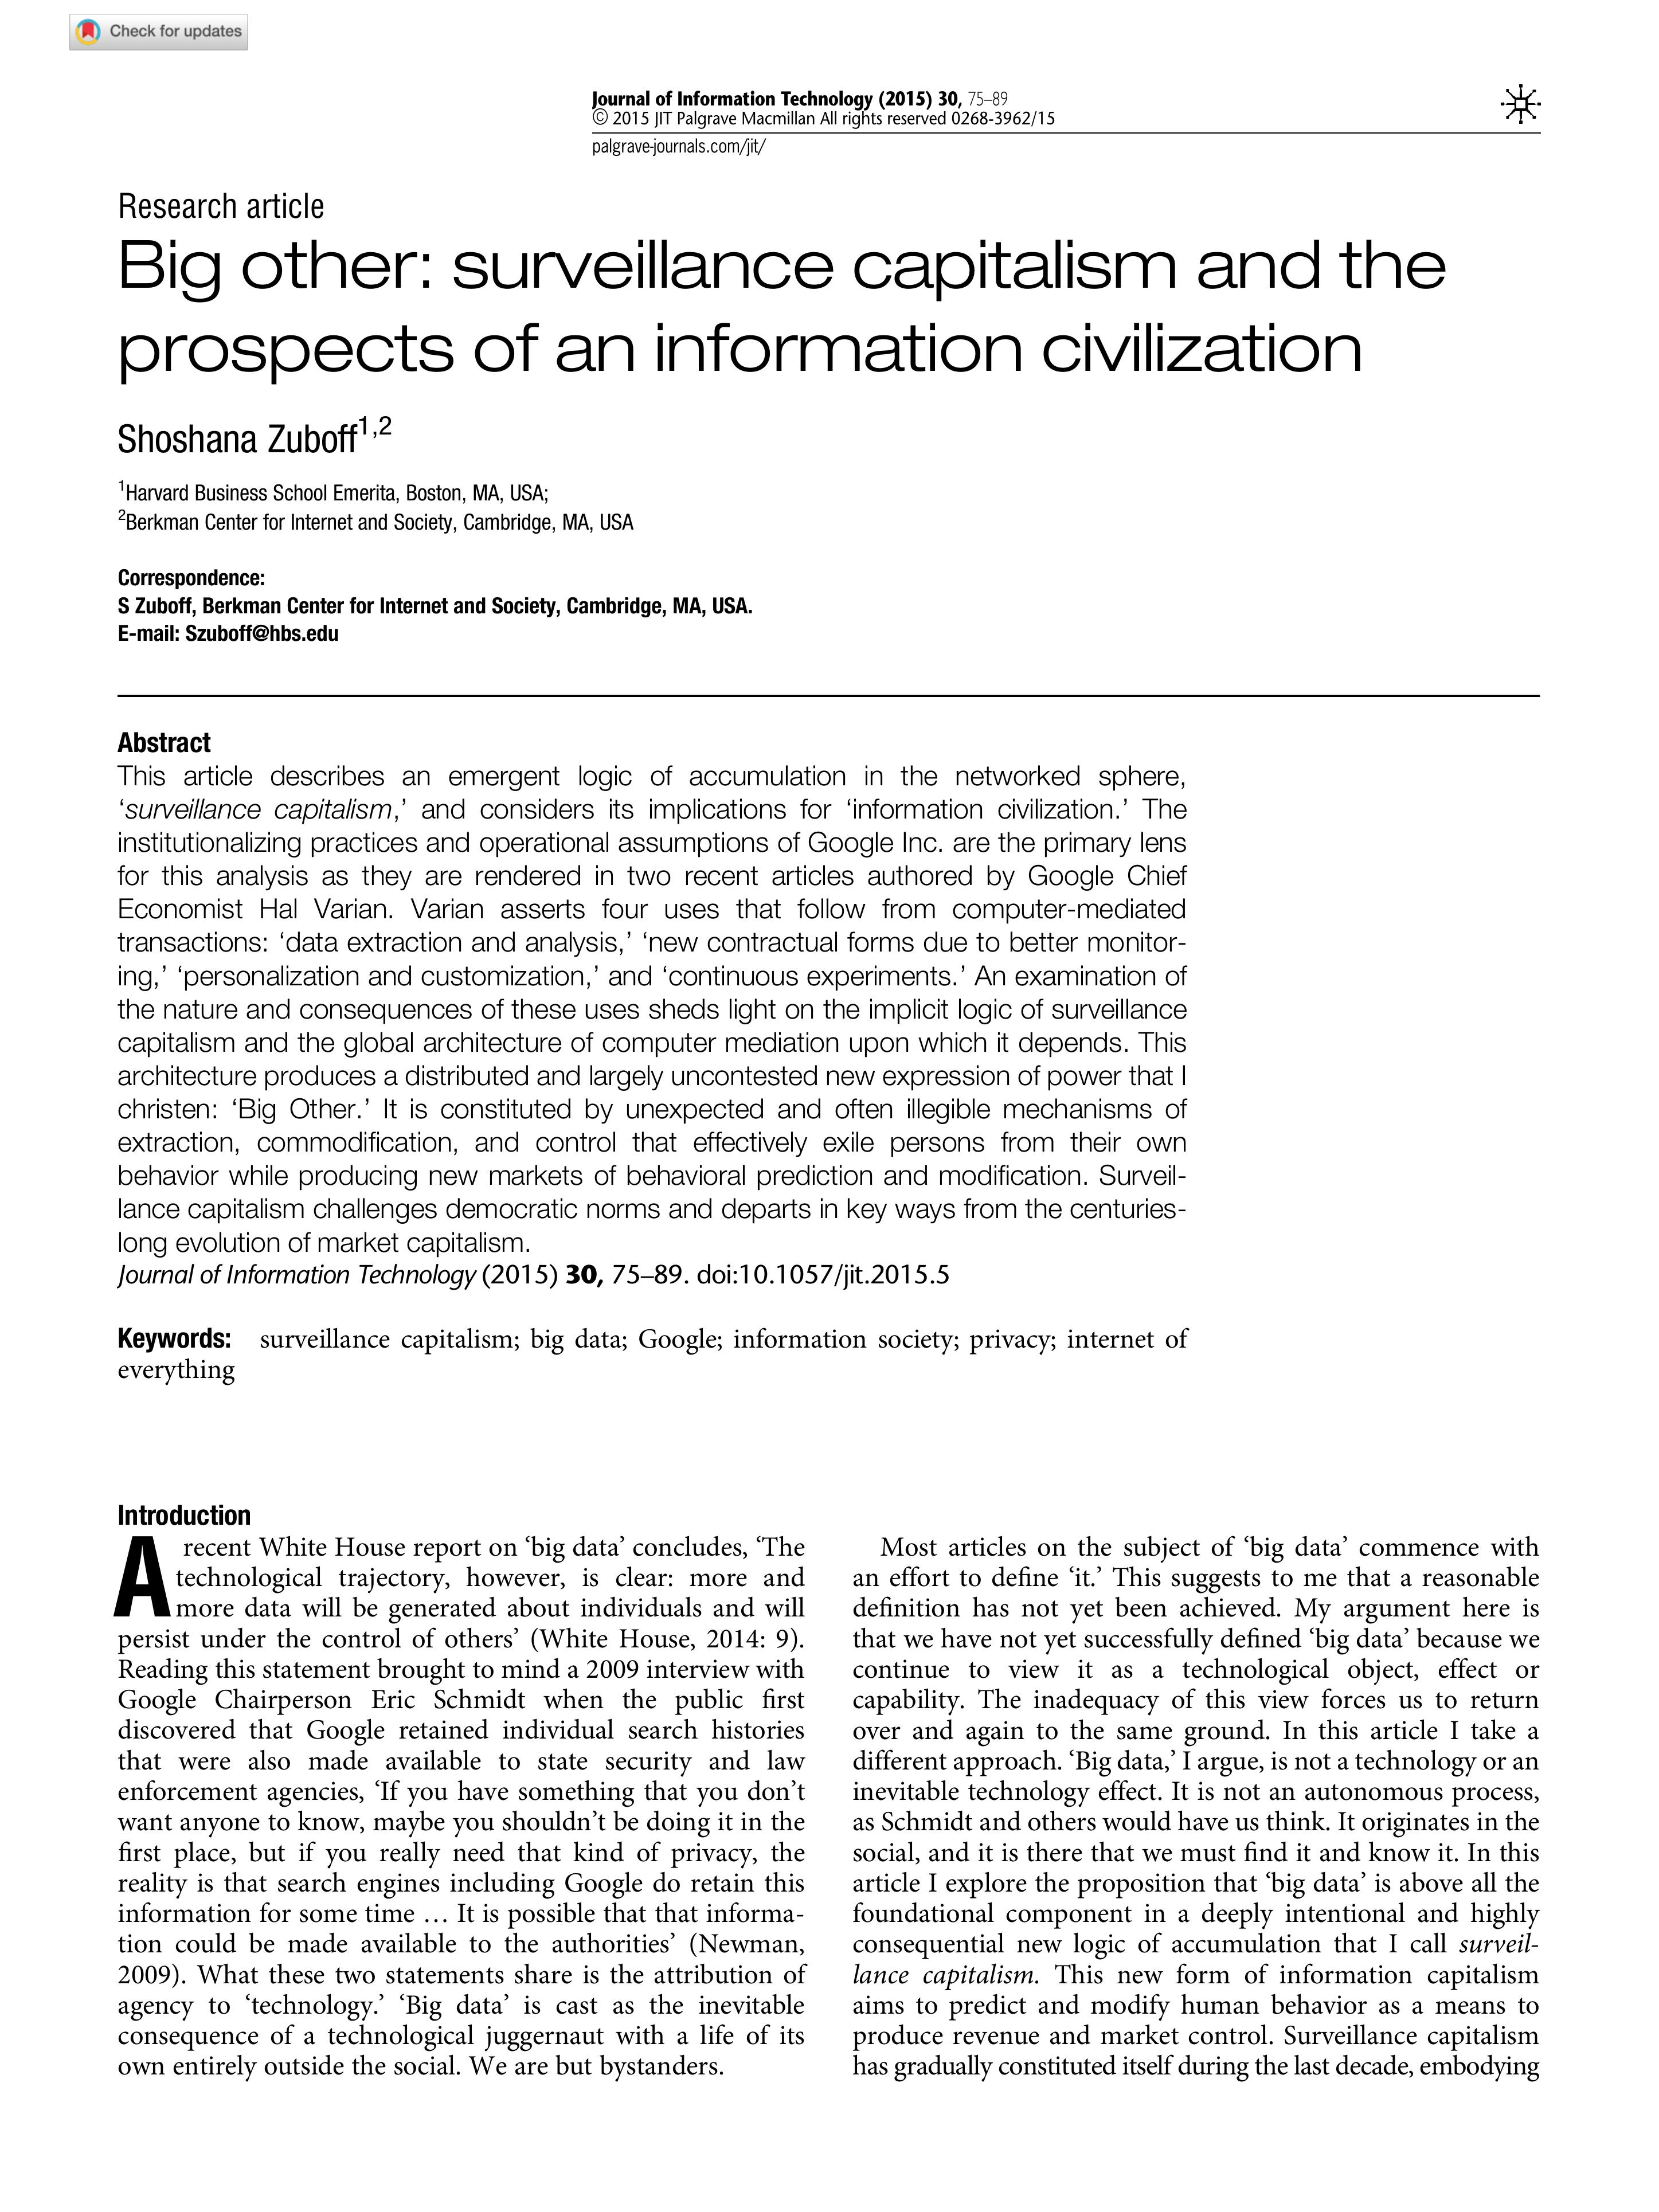 Check for updates
Journal of Information Technology (2015) 30, 75–89
© 2015 JIT Palgrave Macmillan All rights reserved 0268-3962/15
palgrave-journals.com/jit/
Research article
Big other: surveillance capitalism and the
prospects of an information civilization
Shoshana Zuboff1,2
1Harvard Business School Emerita, Boston, MA, USA;
2Berkman Center for Internet and Society, Cambridge, MA, USA
Correspondence:
S Zuboff, Berkman Center for Internet and Society, Cambridge, MA, USA.
E-mail: Szuboff@hbs.edu
Abstract
This article describes an emergent logic of accumulation in the networked sphere,
‘surveillance capitalism,’ and considers its implications for ‘information civilization.’ The
institutionalizing practices and operational assumptions of Google Inc. are the primary lens
for this analysis as they are rendered in two recent articles authored by Google Chief
Economist Hal Varian. Varian asserts four uses that follow from computer-mediated
transactions: ‘data extraction and analysis,’ ‘new contractual forms due to better monitor-
ing,’ ‘personalization and customization,’ and ‘continuous experiments.’ An examination of
the nature and consequences of these uses sheds light on the implicit logic of surveillance
capitalism and the global architecture of computer mediation upon which it depends. This
architecture produces a distributed and largely uncontested new expression of power that I
christen: ‘Big Other.’ It is constituted by unexpected and often illegible mechanisms of
extraction, commodification, and control that effectively exile persons from their own
behavior while producing new markets of behavioral prediction and modification. Surveil-
lance capitalism challenges democratic norms and departs in key ways from the centuries-
long evolution of market capitalism.
Journal of Information Technology (2015) 30, 75–89. doi:10.1057/jit.2015.5
Keywords: surveillance capitalism; big data; Google; information society; privacy; internet of
everything
Introduction
A recent White House report on ‘big data’ concludes, ‘The
technological trajectory, however, is clear: more and
more data will be generated about individuals and will
persist under the control of others’ (White House, 2014: 9).
Reading this statement brought to mind a 2009 interview with
Google Chairperson Eric Schmidt when the public first
discovered that Google retained individual search histories
that were also made available to state security and law
enforcement agencies, ‘If you have something that you don’t
want anyone to know, maybe you shouldn’t be doing it in the
first place, but if you really need that kind of privacy, the
reality is that search engines including Google do retain this
information for some time … It is possible that that informa-
tion could be made available to the authorities’ (Newman,
2009). What these two statements share is the attribution of
agency to ‘technology.’ ‘Big data’ is cast as the inevitable
consequence of a technological juggernaut with a life of its
own entirely outside the social. We are but bystanders.
Most articles on the subject of ‘big data’ commence with
an effort to define ‘it.’ This suggests to me that a reasonable
definition has not yet been achieved. My argument here is
that we have not yet successfully defined ‘big data’ because we
continue to view it as a technological object, effect or
capability. The inadequacy of this view forces us to return
over and again to the same ground. In this article I take a
different approach. ‘Big data,’ I argue, is not a technology or an
inevitable technology effect. It is not an autonomous process,
as Schmidt and others would have us think. It originates in the
social, and it is there that we must find it and know it. In this
article I explore the proposition that ‘big data’ is above all the
foundational component in a deeply intentional and highly
consequential new logic of accumulation that I call surveil-
lance capitalism. This new form of information capitalism
aims to predict and modify human behavior as a means to
produce revenue and market control. Surveillance capitalism
has gradually constituted itself during the last decade, embodying